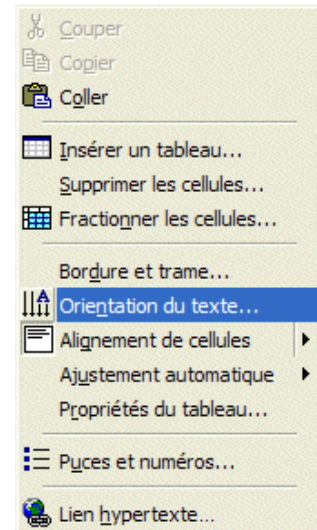 Couper
Copier
Coller
Insérer un tableau...
Supprimer les cellules...
Fractionner les cellules...
Bordure et trame...
Orientation du texte...
Alignement de cellules
Ajustement automatique
Propriétés du tableau...
Puces et numéros...
Lien hypertexte...